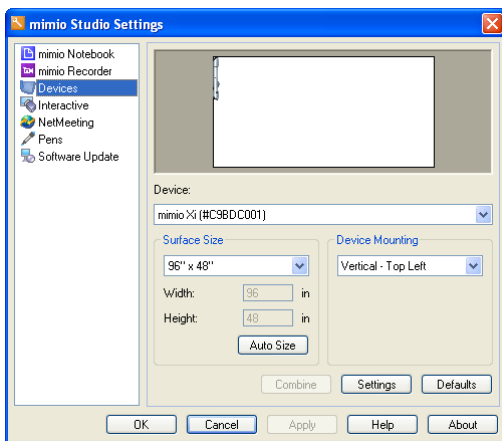 mimio Studio Settings
mimio Notebook
mimio Recorder
Devices
Interactive
NetMeeting
Pens
Software Update
Device:
mimio Xi (#C9BDC001)
Surface Size
Device Mounting
96" x 48"
Vertical - Top Left
Width:
96
in
Height:
48
in
Auto Size
Combine
Settings
Defaults
OK
Cancel
Apply
Help
About